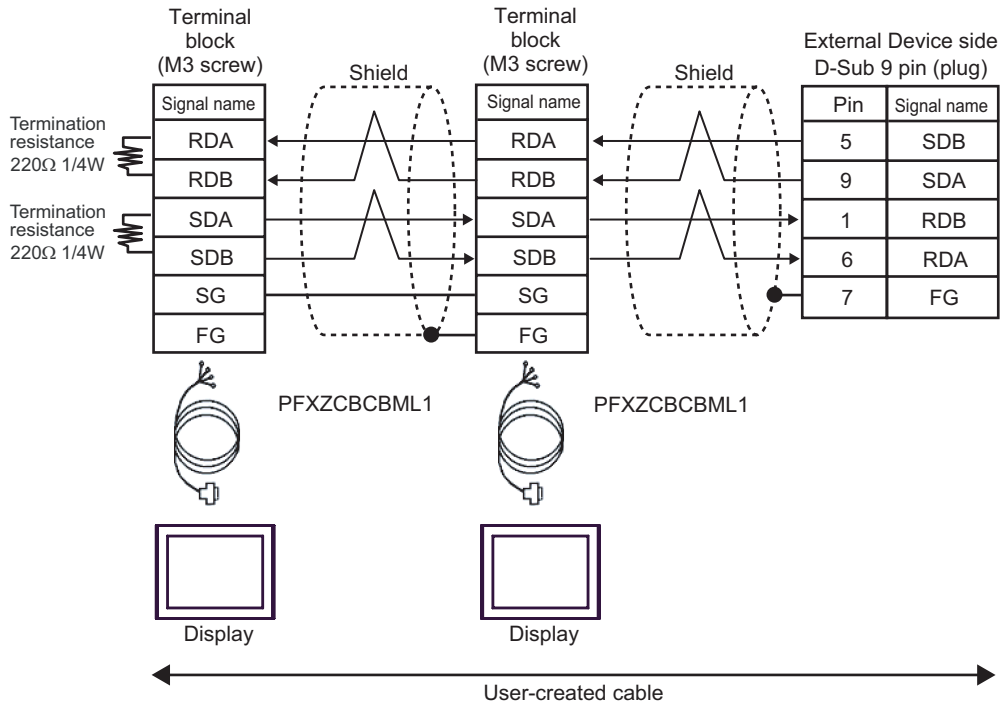 Terminal
block
(M3 screw)
Terminal
block
(M3 screw)
External Device side
D-Sub 9 pin (plug)
Shield
Shield
Signal name
Signal name
Pin
Signal name
Termination
resistance
220Ω 1/4W
RDA
RDA
5
SDB
RDB
RDB
9
SDA
Termination
resistance
220Ω 1/4W
SDA
SDA
1
RDB
SDB
SDB
6
RDA
SG
SG
7
FG
FG
FG
PFXZCBCBML1
PFXZCBCBML1
Display
Display
User-created cable